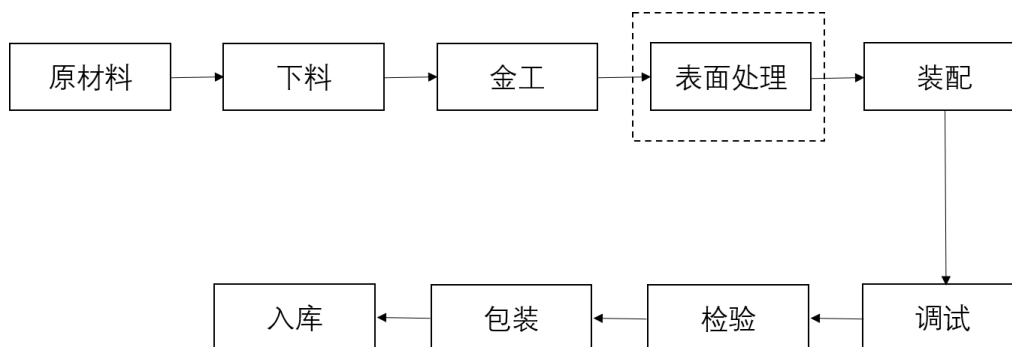 原材料
下料
金工
表面处理
装配
调试
检验
包装
入库